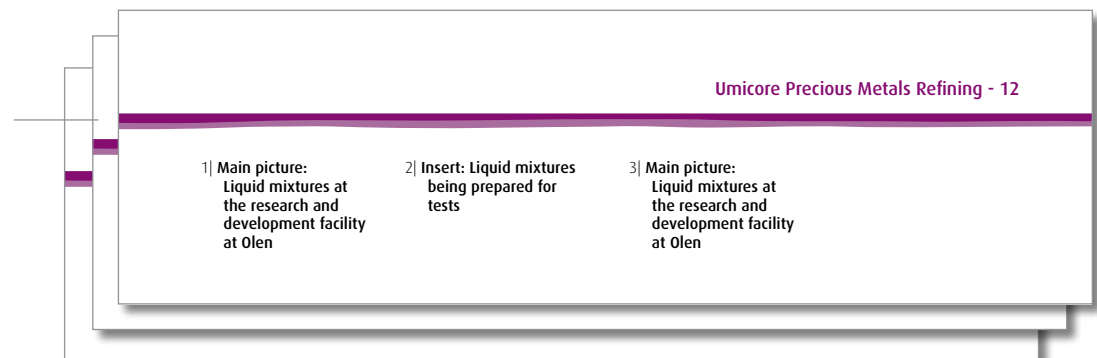 Umicore Precious Metals Refining - 12
1| Main picture:
Liquid mixtures at
the research and
development facility
at Olen
2| Insert: Liquid mixtures
being prepared for
tests
3| Main picture:
Liquid mixtures at
the research and
development facility
at Olen